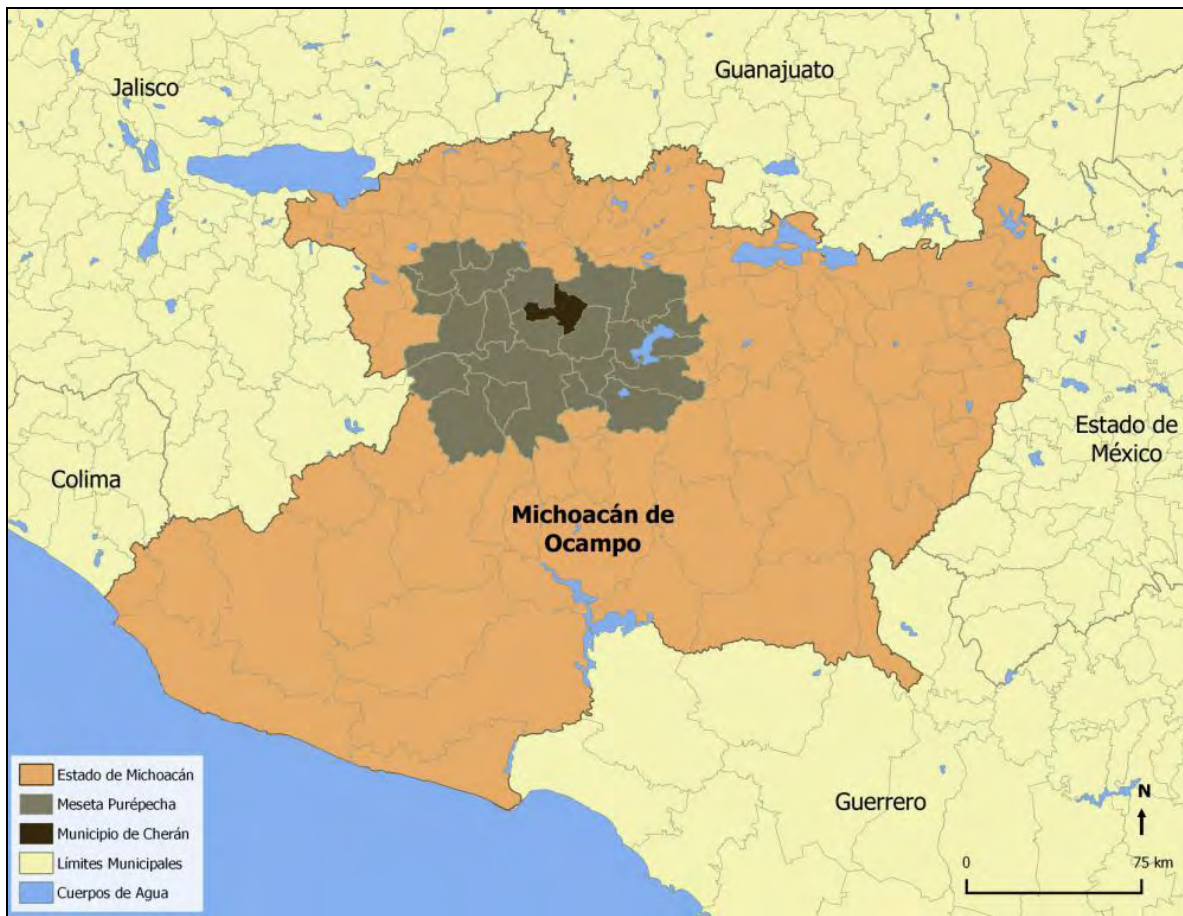 Jalisco
Guanajuato
Estado de
México
Colima
Michoacán de
Ocampo
Guerrero
Estado de Michoacán
Meseta Purépecha
Municipio de Cherán
Límites Municipales
Cuerpos de Agua
N
0 75 km